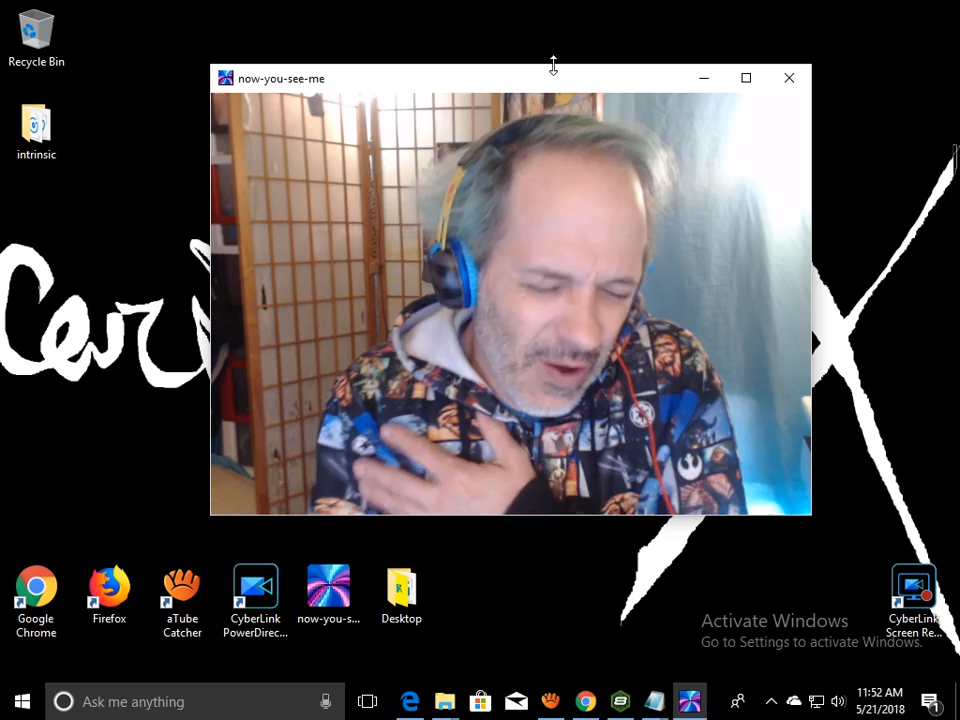 Recycle Bin
now-you-see-me
intrinsic
Google
Chrome
Firefox
aTube
Catcher
CyberLink
PowerDirec...
now-you-s...
Desktop
CyberLink
Screen Re...
Activate Windows
Go to Settings to activate Windows.
Ask me anything
11:52 AM
5/21/2018
1